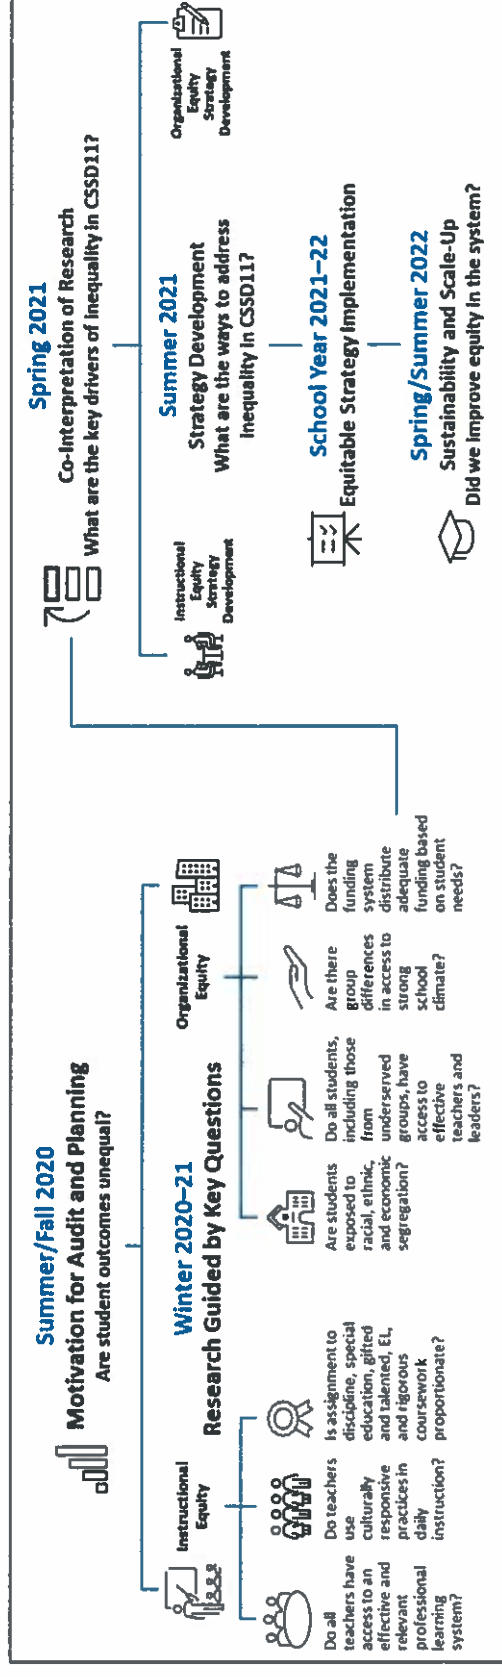 Summer/Fall 2020
Motivation for Audit and Planning
Are student outcomes unequal?
Instructional
Equity
Winter 2020–21
Research Guided by Key Questions
Organizational
Equity
Do all
teachers have
access to an
effective and
relevant
professional
learning
system?
Do teachers
use
culturally
responsive
practices in
daily
instruction?
Is assignment to
discipline, special
education, gifted
and talented, EL,
and rigorous
coursework
proportionate?
Are students
exposed to
racial, ethnic,
and economic
segregation?
Do all students,
including those
from
underserved
groups, have
access to
effective
teachers and
leaders?
Are there
group
differences
in access to
strong
school
climate?
Does the
funding
system
distribute
adequate
funding based
on student
needs?
Spring 2021
Co-Interpretation of Research
What are the key drivers of Inequality in CSSD11?
Instructional
Equity
Strategy
Development
Summer 2021
Strategy Development
What are the ways to address
Inequality in CSSD11?
Organizational
Equity
Strategy
Development
School Year 2021–22
Equitable Strategy Implementation
Spring/Summer 2022
Sustainability and Scale-Up
Did we improve equity in the system?